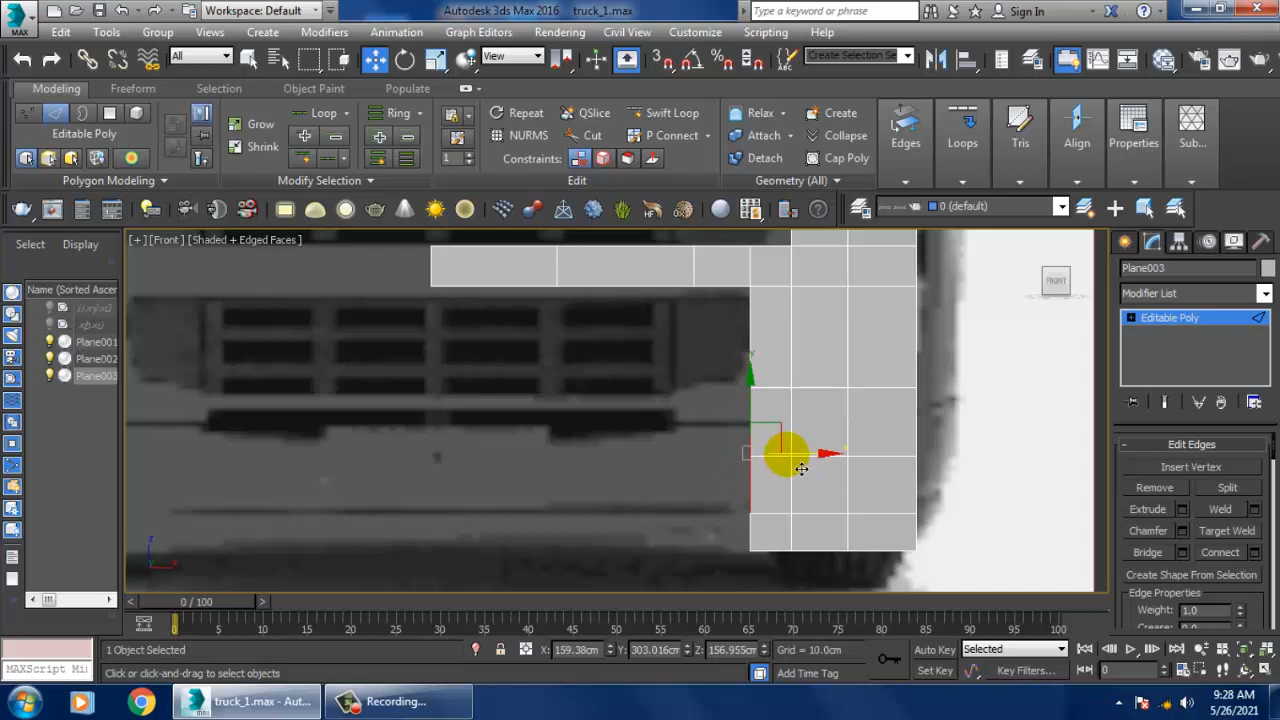 Workspace: Default
Autodesk 3ds Max 2016 truck_1.max
Type a keyword or phrase
Sign In
MAX
Edit Tools Group Views Create Modifiers Animation Graph Editors Rendering Civil View Customize Scripting Help
All
View
Create Selection Se
Modeling Freeform Selection Object Paint Populate
Editable Poly
Polygon Modeling
Loop Ring
Grow
Shrink
Modify Selection
Repeat QSlice Swift Loop
NURMS Cut P Connect
Constraints:
Edit
1
Relax Create
Attach Collapse
Detach Cap Poly
Geometry (All)
Edges Loops Tris Align Properties Sub...
0 (default)
Select Display
[+] [Front] [Shaded + Edged Faces]
Name (Sorted Ascen
Plane001
Plane002
Plane003
FRONT
y
z
x
Plane003
Modifier List
Editable Poly
Edit Edges
Insert Vertex
Remove Split
Extrude Weld
Chamfer Target Weld
Bridge Connect
Create Shape From Selection
Edge Properties
Weight: 1.0
0 / 100
0 5 10 15 20 25 30 35 40 45 50 55 60 65 70 75 80 85 90 95 100
1 Object Selected
X: 159.38cm Y: 303.016cm Z: 156.955cm Grid = 10.0cm
Auto Key Selected
MAXScript Mi
Click or click-and-drag to select objects
Add Time Tag
Set Key Key Filters...
0
truck_1.max - Aut...
Recording...
9:28 AM
5/26/2021